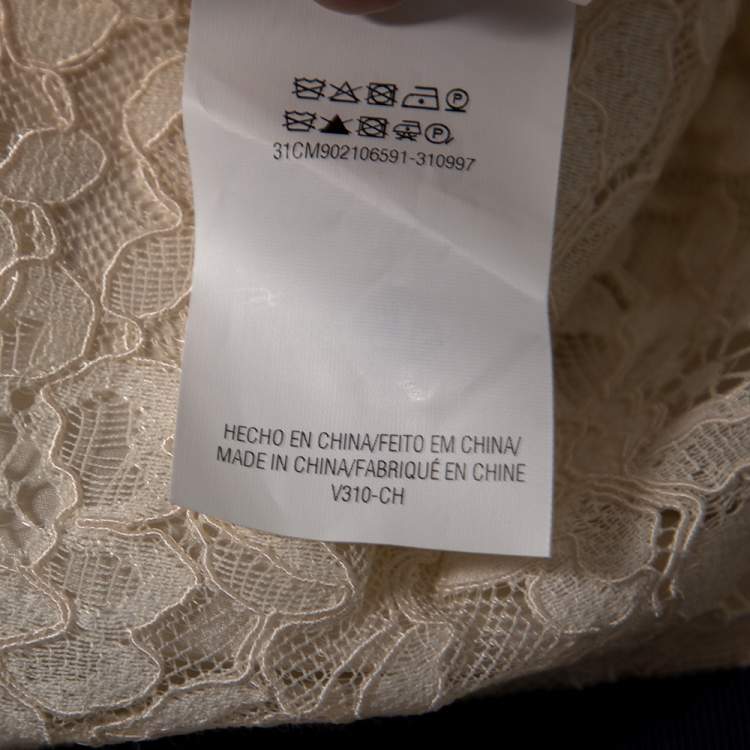 31CM902106591-310997
HECHO EN CHINA/FEITO EM CHINA/
MADE IN CHINA/FABRIQUÉ EN CHINE
V310-CH